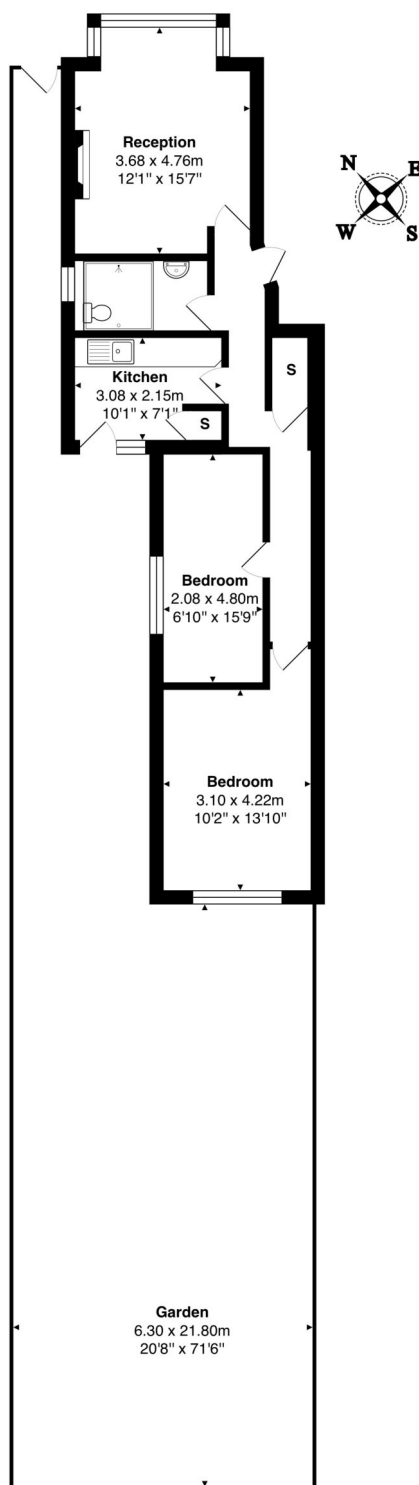 Reception
3.68 x 4.76m
12'1" x 15'7"
N
E
W
S
Kitchen
3.08 x 2.15m
10'1" x 7'1"
S
S
Bedroom
2.08 x 4.80m
6'10" x 15'9"
Bedroom
3.10 x 4.22m
10'2" x 13'10"
Garden
6.30 x 21.80m
20'8" x 71'6"